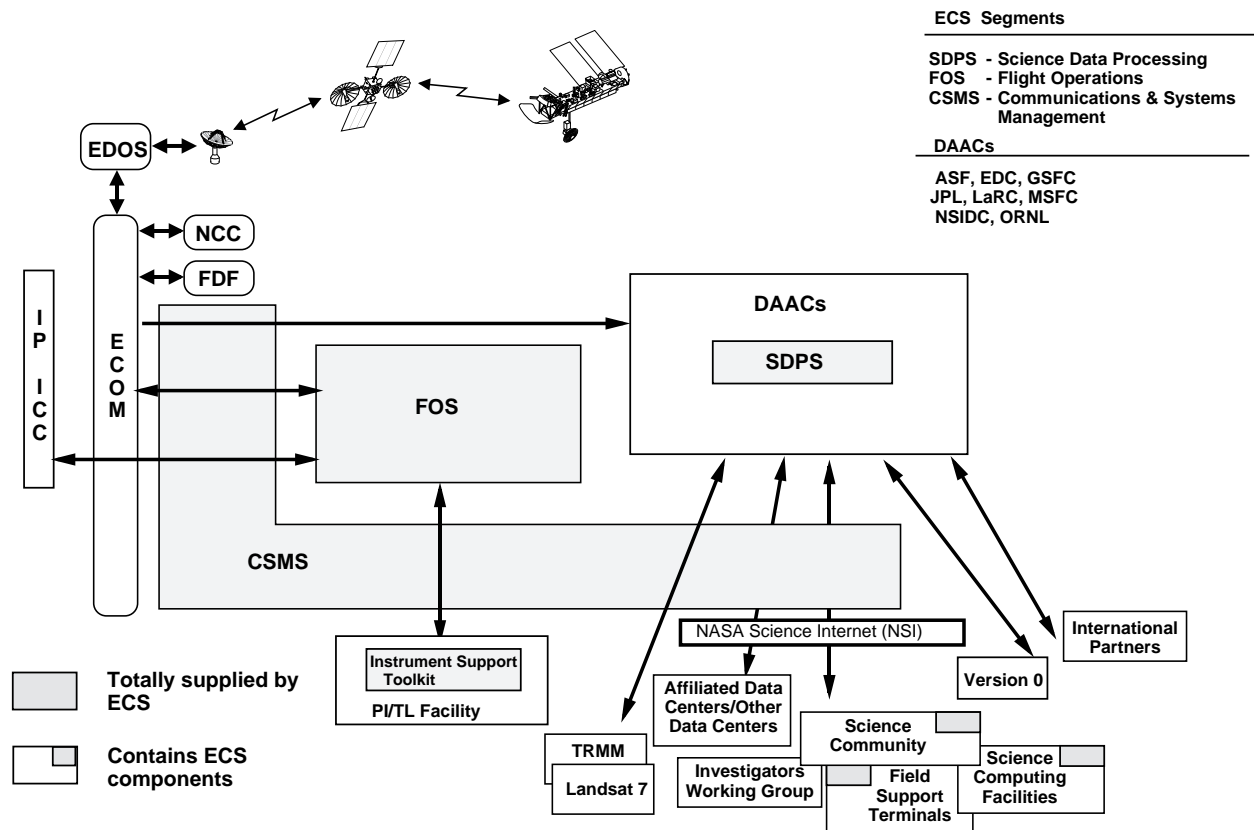 ECS Segments
SDPS - Science Data Processing
FOS - Flight Operations
CSMS - Communications & Systems
Management
DAACs
ASF, EDC, GSFC
JPL, LaRC, MSFC
NSIDC, ORNL
EDOS
NCC
FDF
IP ICC
ECOM
DAACs
SDPS
FOS
CSMS
NASA Science Internet (NSI)
Instrument Support
Toolkit
PI/TL Facility
International
Partners
Version 0
Affiliated Data
Centers/Other
Data Centers
Science
Community
TRMM
Landsat 7
Investigators
Working Group
Field
Support
Terminals
Science
Computing
Facilities
Totally supplied by
ECS
Contains ECS
components